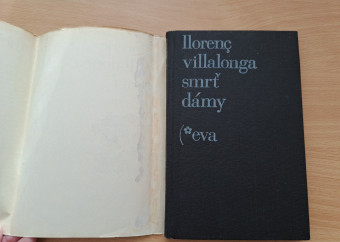 llorenç
villalonga
smrť
dámy
(*eva